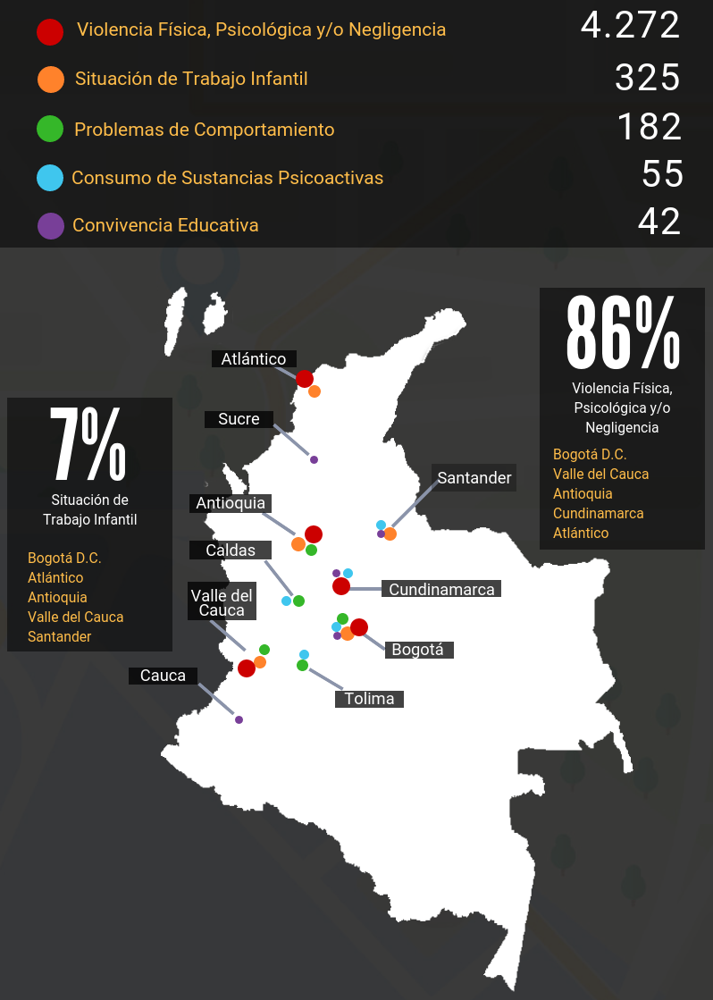 Violencia Física, Psicológica y/o Negligencia 4.272
Situación de Trabajo Infantil 325
Problemas de Comportamiento 182
Consumo de Sustancias Psicoactivas 55
Convivencia Educativa 42
86%
Violencia Física,
Psicológica y/o
Negligencia
Bogotá D.C.
Valle del Cauca
Antioquia
Cundinamarca
Atlántico
7%
Situación de
Trabajo Infantil
Bogotá D.C.
Atlántico
Antioquia
Valle del Cauca
Santander
Atlántico
Sucre
Santander
Antioquia
Caldas
Cundinamarca
Valle del
Cauca
Bogotá
Cauca
Tolima